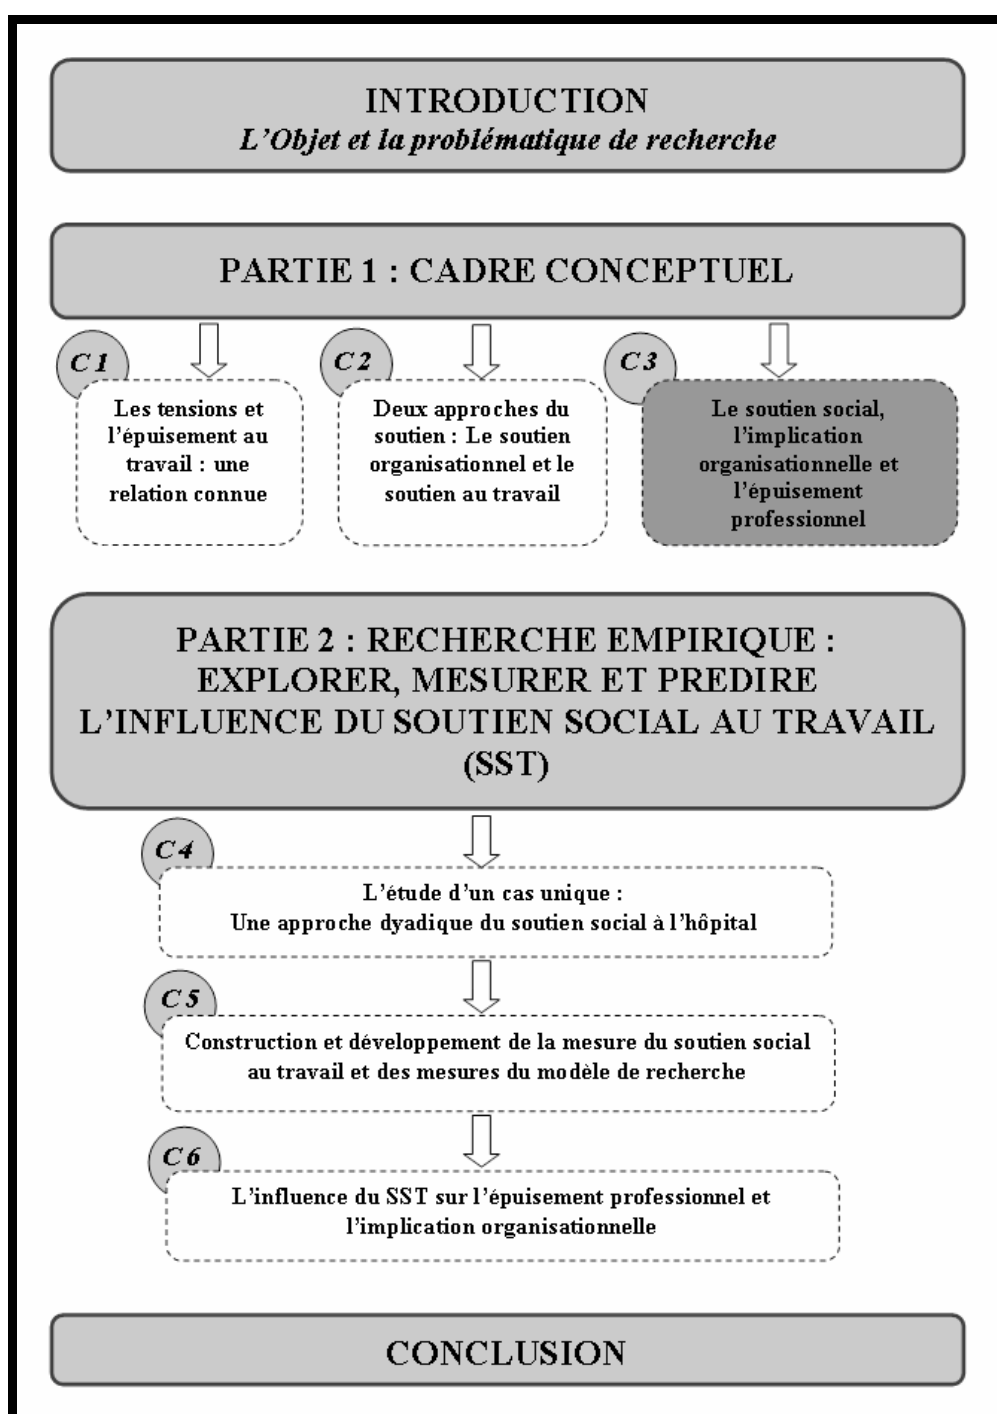 INTRODUCTION
L'Objet et la problématique de recherche
PARTIE 1 : CADRE CONCEPTUEL
C1
Les tensions et
l'épuisement au
travail : une
relation connue
C2
Deux approches du
soutien : Le soutien
organisationnel et le
soutien au travail
C3
Le soutien social,
l'implication
organisationnelle et
l'épuisement
professionnel
PARTIE 2 : RECHERCHE EMPIRIQUE :
EXPLORER, MESURER ET PREDIRE
L'INFLUENCE DU SOUTIEN SOCIAL AU TRAVAIL
(SST)
C4
L'étude d'un cas unique :
Une approche dyadique du soutien social à l'hôpital
C5
Construction et développement de la mesure du soutien social
au travail et des mesures du modèle de recherche
C6
L'influence du SST sur l'épuisement professionnel et
l'implication organisationnelle
CONCLUSION